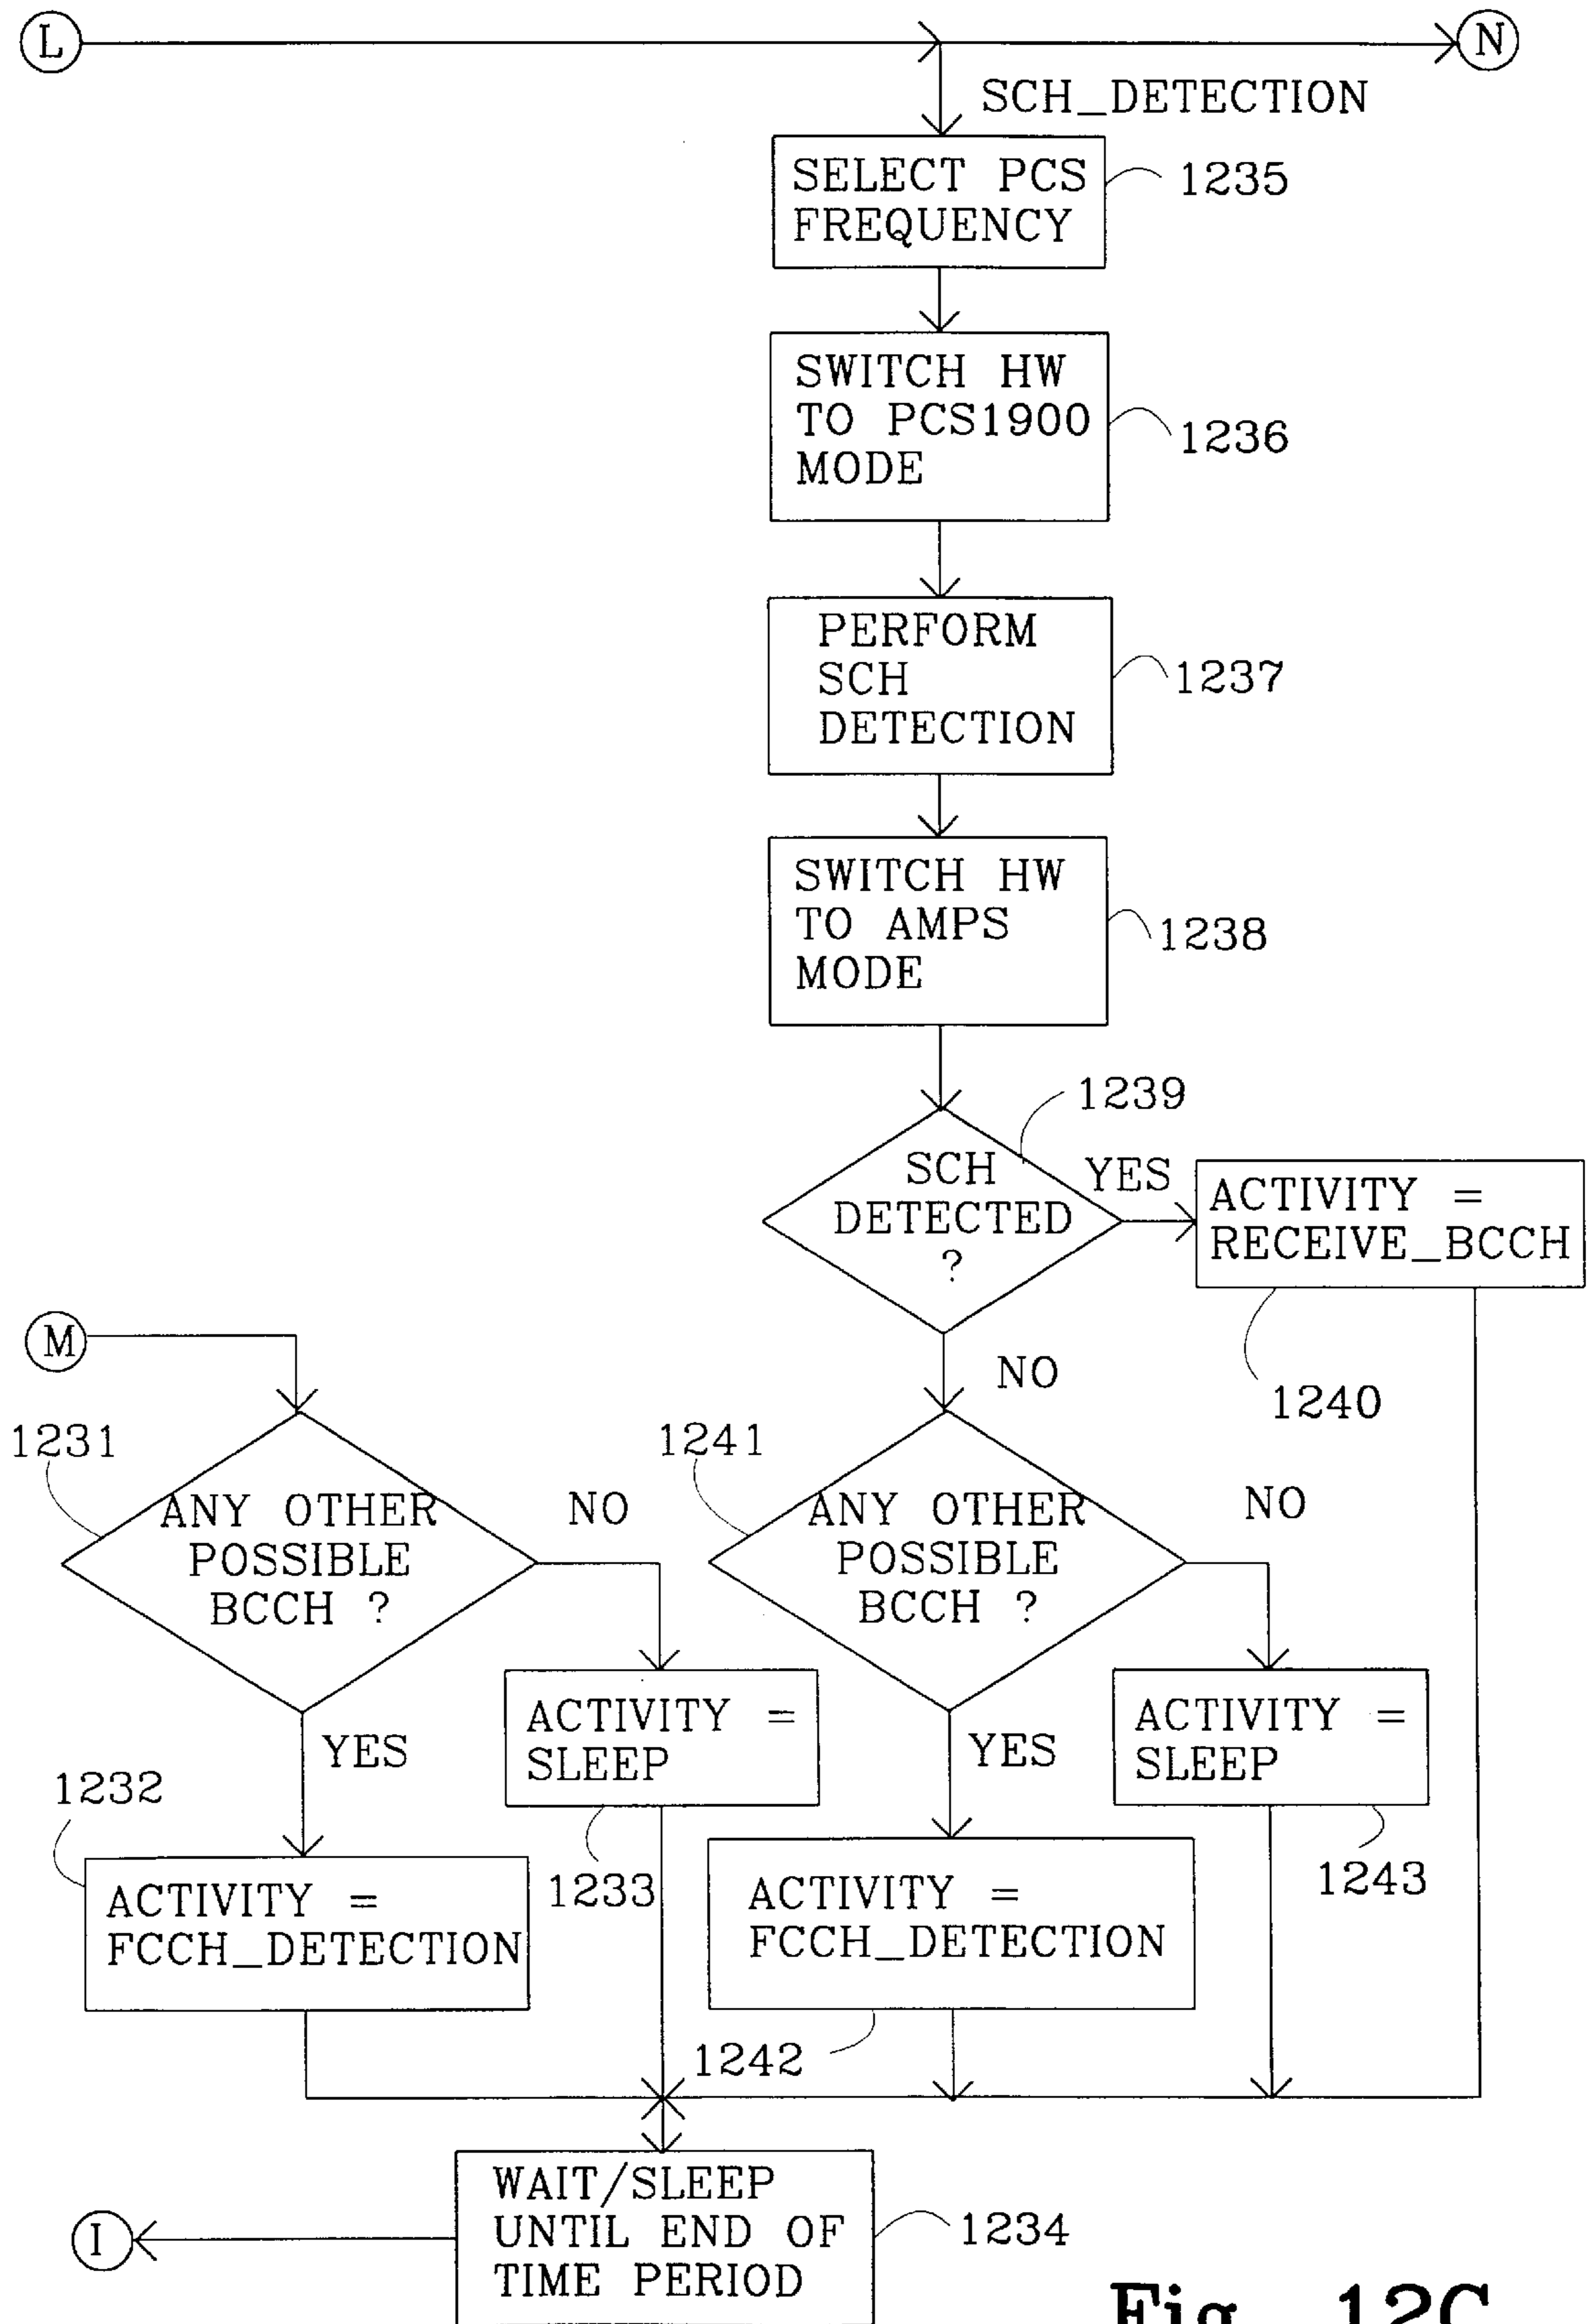 L
N
SCH_DETECTION
SELECT PCS
FREQUENCY
1235
SWITCH HW
TO PCS1900
MODE
1236
PERFORM
SCH
DETECTION
1237
SWITCH HW
TO AMPS
MODE
1238
1239
SCH
DETECTED
?
YES
ACTIVITY =
RECEIVE_BCCH
1240
NO
M
1231
ANY OTHER
POSSIBLE
BCCH ?
NO
YES
1241
ANY OTHER
POSSIBLE
BCCH ?
NO
YES
ACTIVITY =
SLEEP
1233
ACTIVITY =
SLEEP
1243
1232
ACTIVITY =
FCCH_DETECTION
ACTIVITY =
FCCH_DETECTION
1242
WAIT/SLEEP
UNTIL END OF
TIME PERIOD
1234
I
Fig. 12C